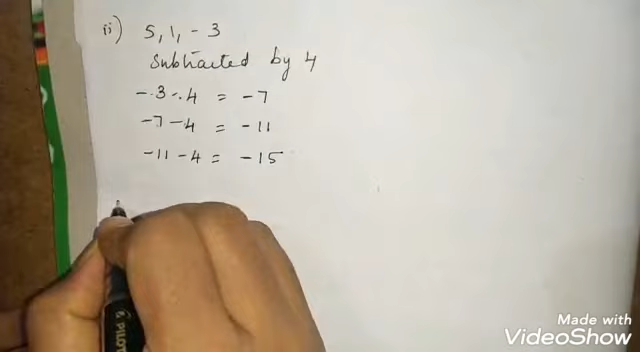 ii) 5, 1, - 3
Subtracted by 4
- 3 - 4 = - 7
- 7 - 4 = - 11
- 11 - 4 = - 15
PILOT
Made with
VideoShow